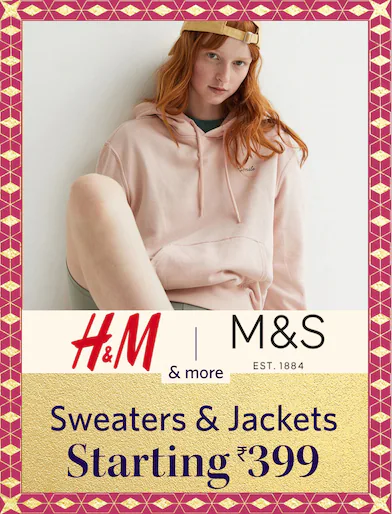 H&M | M&S
EST. 1884
& more
Sweaters & Jackets
Starting ₹399